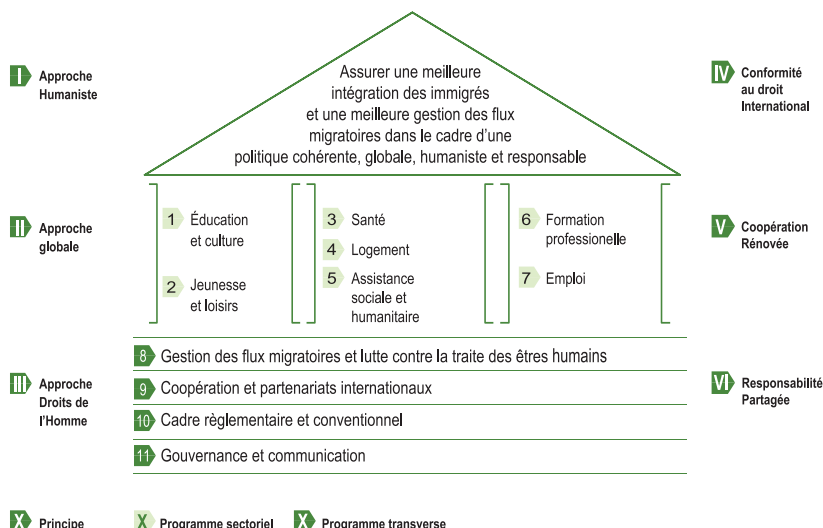 I Approche
Humaniste
Assurer une meilleure
intégration des immigrés
et une meilleure gestion des flux
migratoires dans le cadre d'une
politique cohérente, globale, humaniste et responsable
IV Conformité
au droit
International
II Approche
globale
1 Éducation
et culture
2 Jeunesse
et loisirs
3 Santé
4 Logement
5 Assistance
sociale et
humanitaire
6 Formation
professionelle
7 Emploi
V Coopération
Rénovée
III Approche
Droits de
l'Homme
8 Gestion des flux migratoires et lutte contre la traite des êtres humains
9 Coopération et partenariats internationaux
10 Cadre règlementaire et conventionnel
11 Gouvernance et communication
VI Responsabilité
Partagée
X Principe
X Programme sectoriel
X Programme transverse